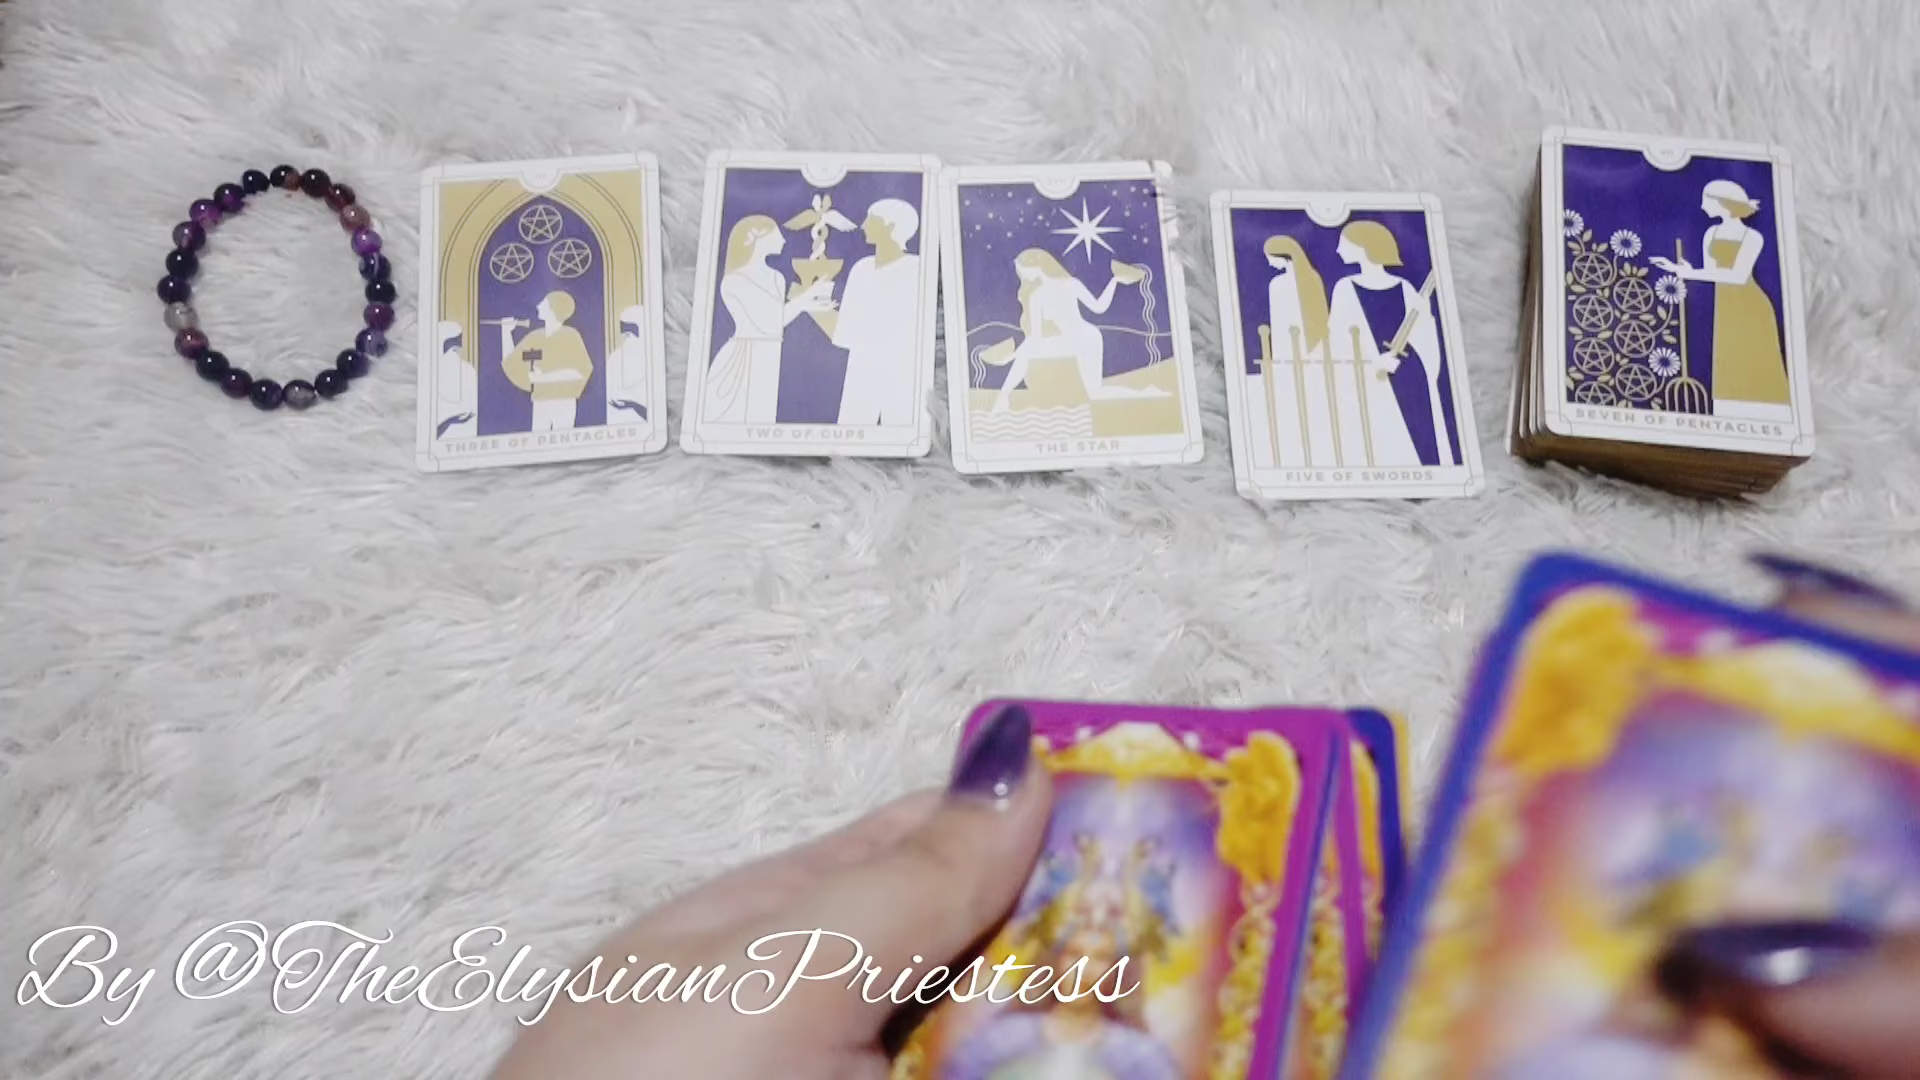 THREE OF PENTACLES
TWO OF CUPS
THE STAR
FIVE OF SWORDS
SEVEN OF PENTACLES
By @TheElysianPriestess